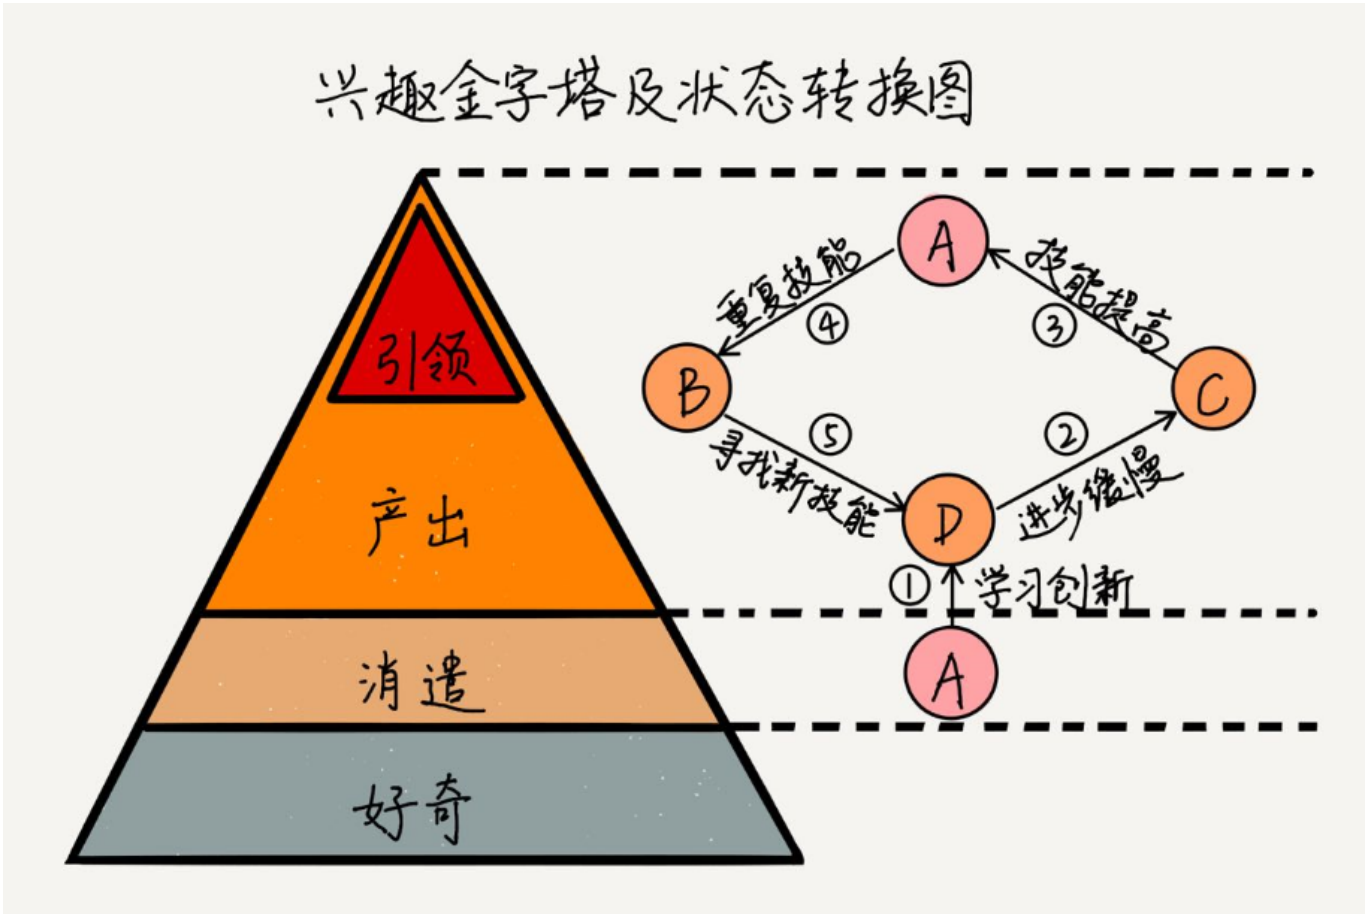 兴趣金字塔及状态转换图
引领
产出
消遣
好奇
A
重复技能
④
技能提高
③
B
C
⑤
寻找新技能
②
进步缓慢
D
①
学习创新
A